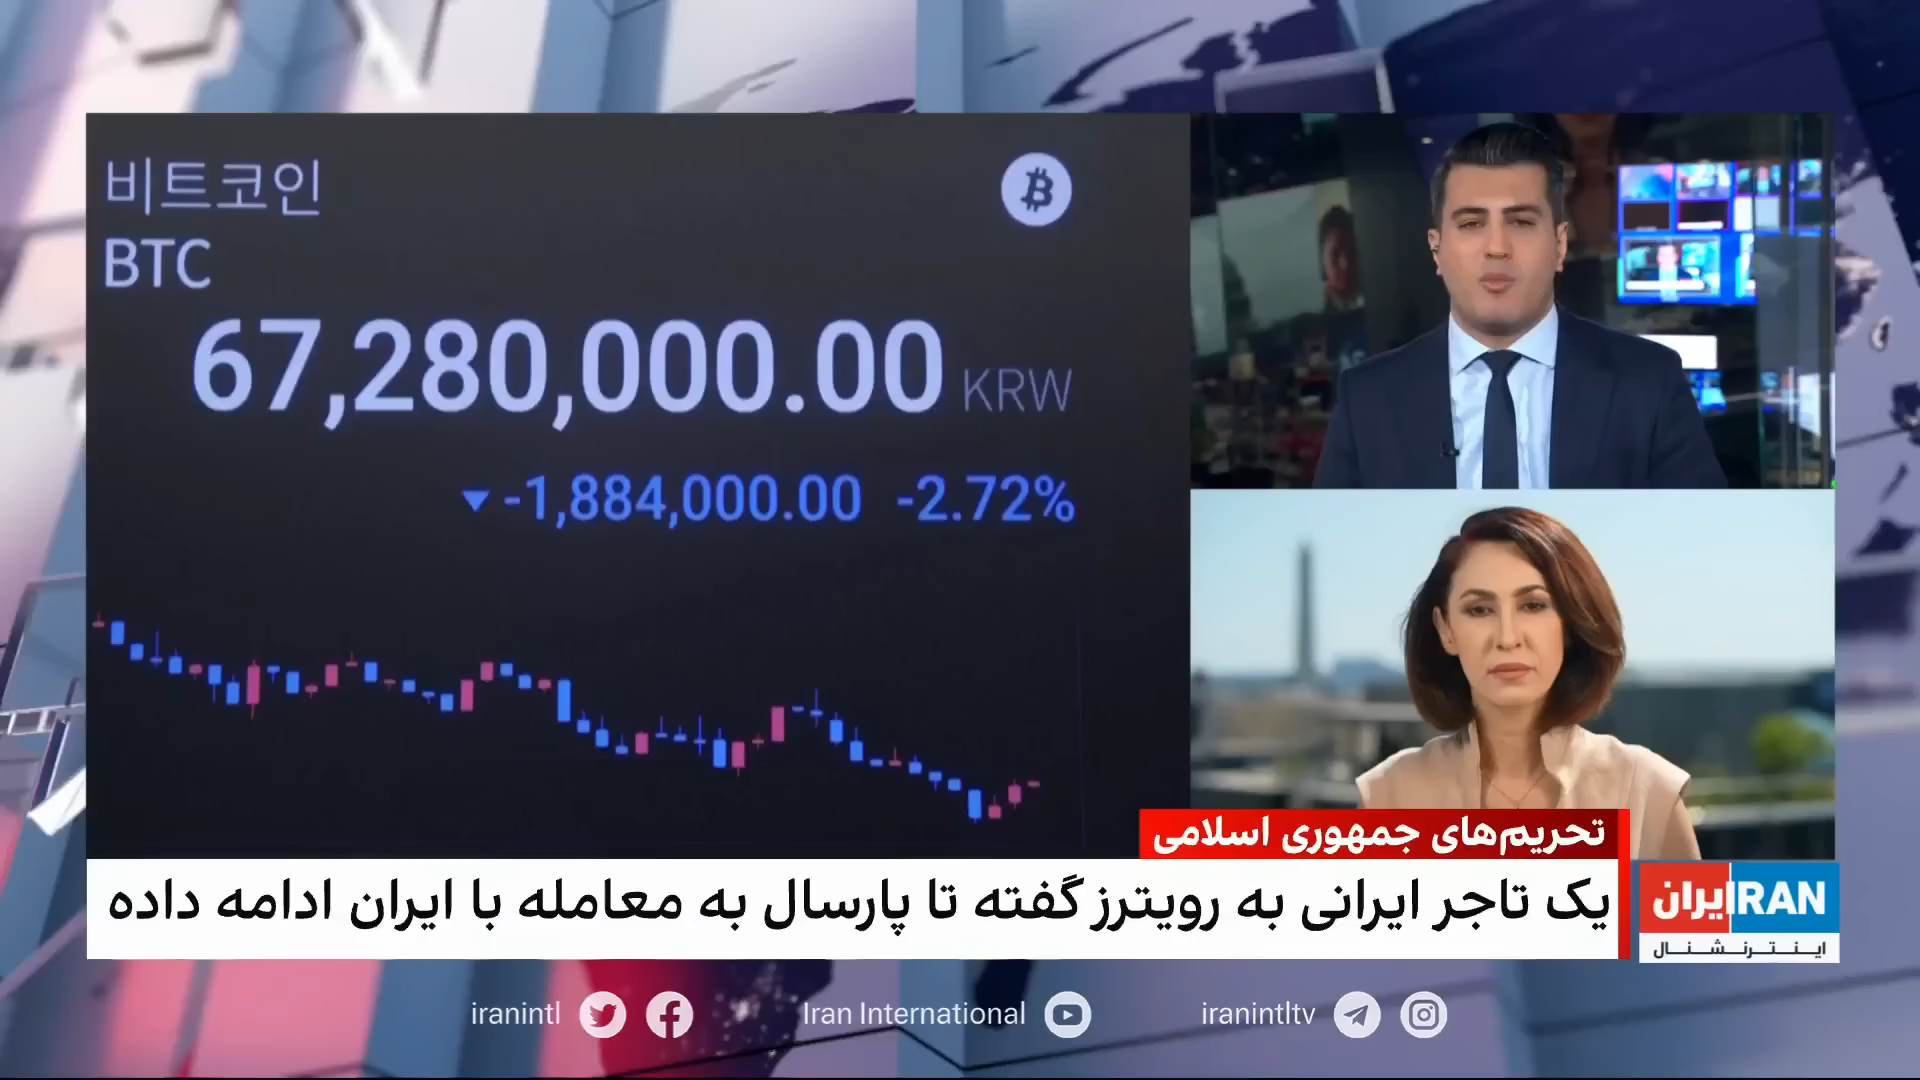 비트코인
BTC
67,280,000.00 KRW
-1,884,000.00 -2.72%
تحریم‌های جمهوری اسلامی
یک تاجر ایرانی به رویترز گفته تا پارسال به معامله با ایران ادامه داده
ایران IRAN
اینترنشنال
iranintl
Iran International
iranintltv